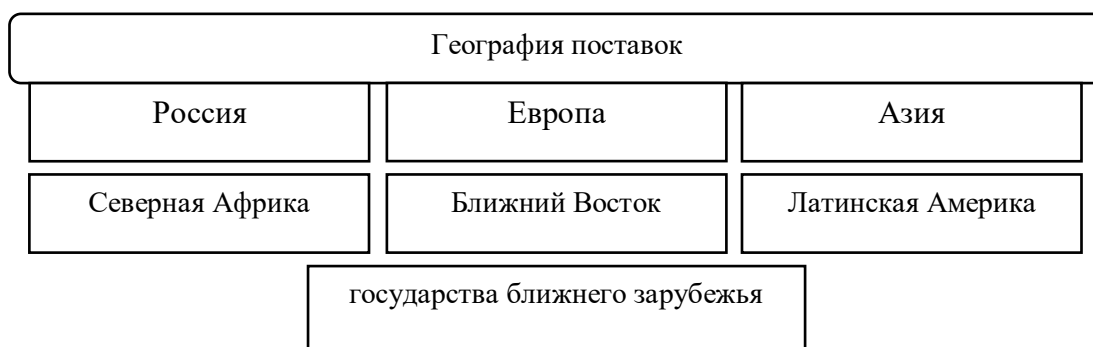 География поставок
Россия
Европа
Азия
Северная Африка
Ближний Восток
Латинская Америка
государства ближнего зарубежья